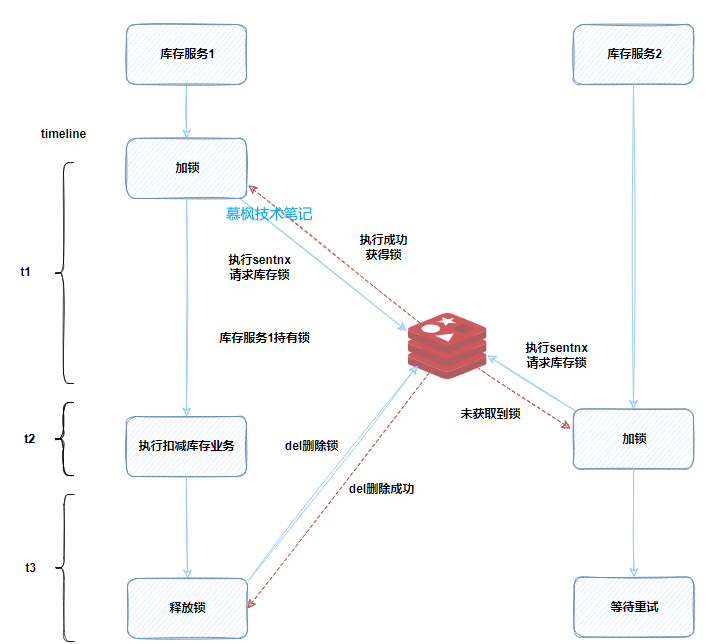 库存服务1
库存服务2
timeline
加锁
慕枫技术笔记
执行成功
获得锁
执行sentnx
请求库存锁
t1
库存服务1持有锁
执行sentnx
请求库存锁
未获取到锁
t2
执行扣减库存业务
del删除锁
加锁
del删除成功
t3
释放锁
等待重试